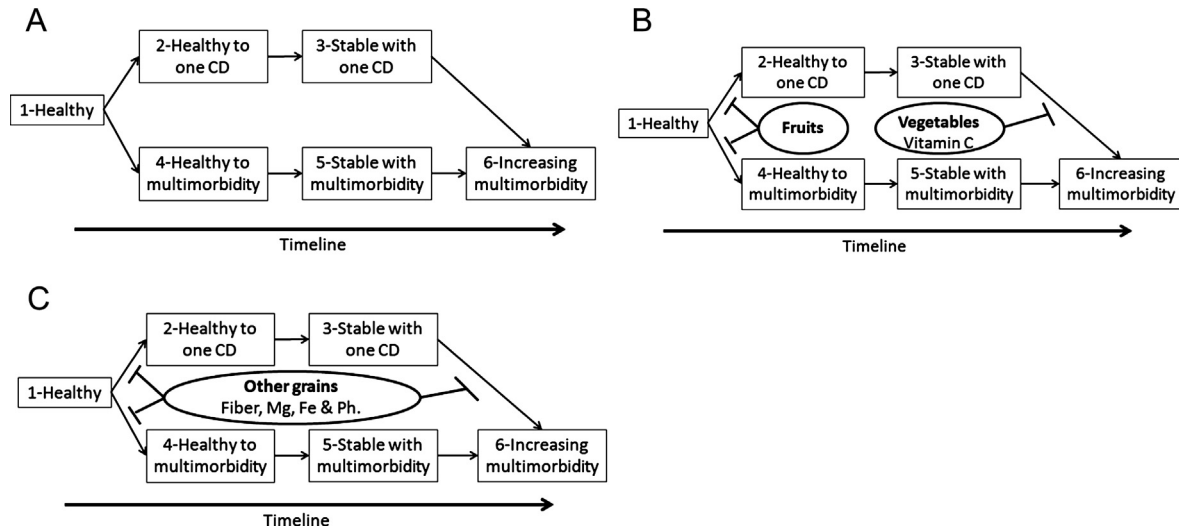 A
2-Healthy to
one CD
3-Stable with
one CD
1-Healthy
4-Healthy to
multimorbidity
5-Stable with
multimorbidity
6-Increasing
multimorbidity
Timeline
B
2-Healthy to
one CD
3-Stable with
one CD
1-Healthy
Fruits
Vegetables
Vitamin C
4-Healthy to
multimorbidity
5-Stable with
multimorbidity
6-Increasing
multimorbidity
Timeline
C
2-Healthy to
one CD
3-Stable with
one CD
1-Healthy
Other grains
Fiber, Mg, Fe & Ph.
4-Healthy to
multimorbidity
5-Stable with
multimorbidity
6-Increasing
multimorbidity
Timeline